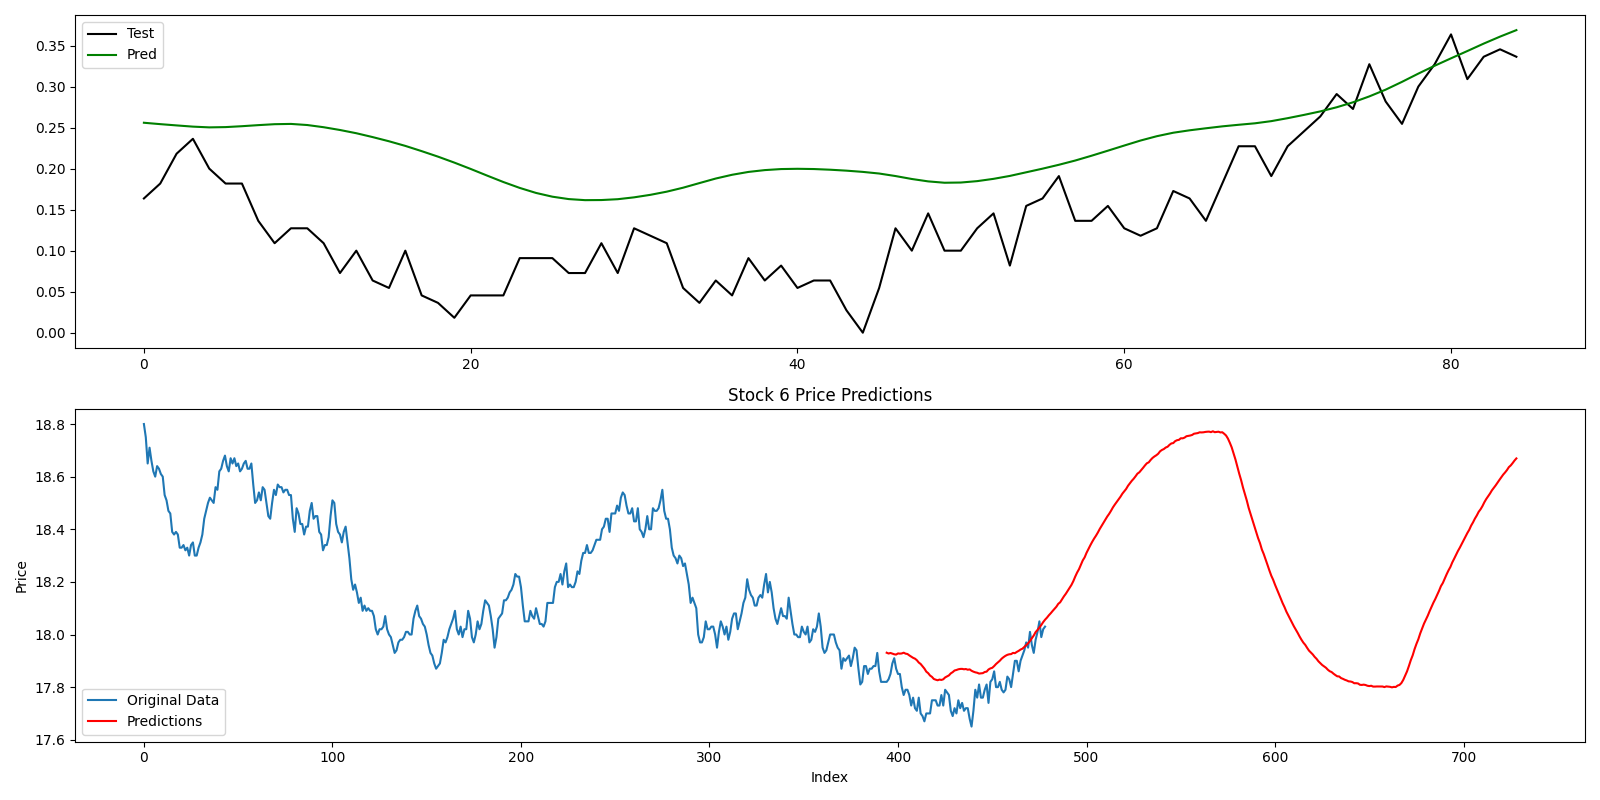 Test
Pred
0.35
0.30
0.25
0.20
0.15
0.10
0.05
0.00
0 20 40 60 80
Stock 6 Price Predictions
18.8
18.6
18.4
18.2
18.0
17.8
17.6
Price
Original Data
Predictions
0 100 200 300 400 500 600 700
Index